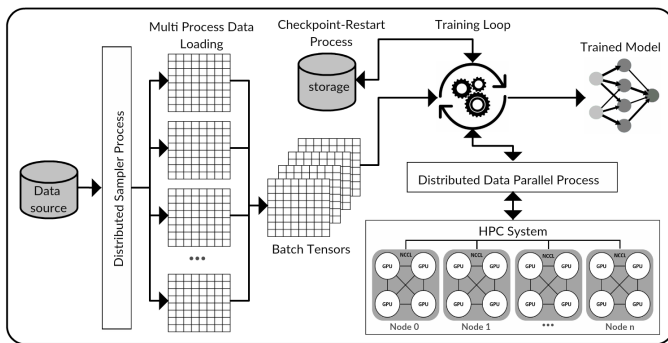 Multi Process Data
Loading
Checkpoint-Restart
Process
Training Loop
Trained Model
storage
Data
source
Distributed Sampler Process
•••
Batch Tensors
Distributed Data Parallel Process
HPC System
NCCL
GPU GPU
GPU GPU
Node 0
NCCL
GPU GPU
GPU GPU
Node 1
NCCL
GPU GPU
GPU GPU
•••
NCCL
GPU GPU
GPU GPU
Node n